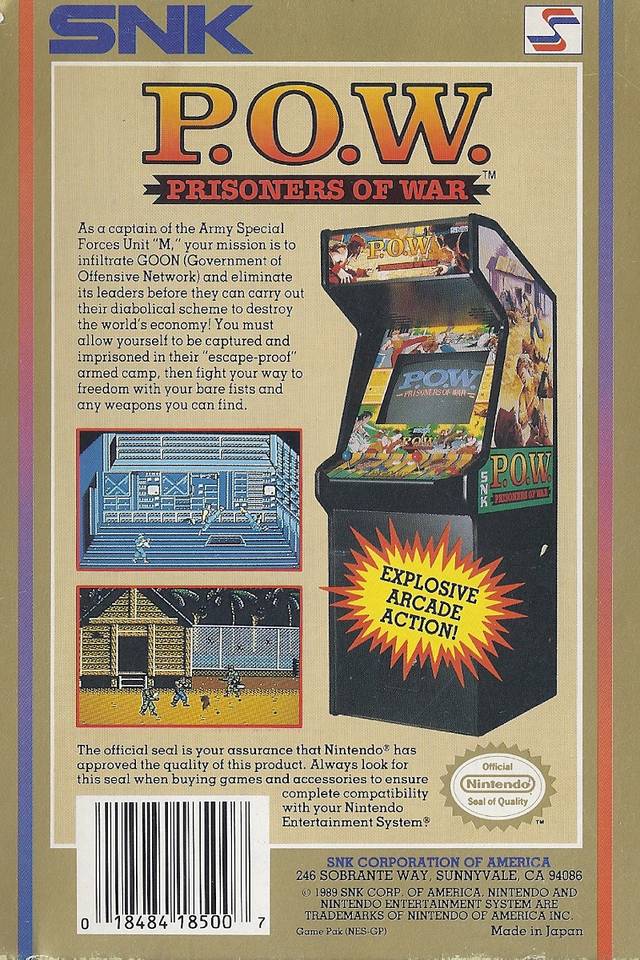 SNK
P.O.W.™
PRISONERS OF WAR
As a captain of the Army Special
Forces Unit "M," your mission is to
infiltrate GOON (Government of
Offensive Network) and eliminate
its leaders before they can carry out
their diabolical scheme to destroy
the world's economy! You must
allow yourself to be captured and
imprisoned in their "escape-proof"
armed camp, then fight your way to
freedom with your bare fists and
any weapons you can find.
SNK
P.O.W.
P.O.W.
PRISONERS OF WAR
P.O.W.
SNK
P.O.W.
PRISONERS OF WAR
EXPLOSIVE
ARCADE
ACTION!
The official seal is your assurance that Nintendo® has
approved the quality of this product. Always look for
this seal when buying games and accessories to ensure
complete compatibility
with your Nintendo
Entertainment System®.
Official
Nintendo®
Seal of Quality
™
0 18484 18500 7
SNK CORPORATION OF AMERICA
246 SOBRANTE WAY, SUNNYVALE, CA 94086
© 1989 SNK CORP. OF AMERICA. NINTENDO AND
NINTENDO ENTERTAINMENT SYSTEM ARE
TRADEMARKS OF NINTENDO OF AMERICA INC.
Game Pak (NES-GP)
Made in Japan